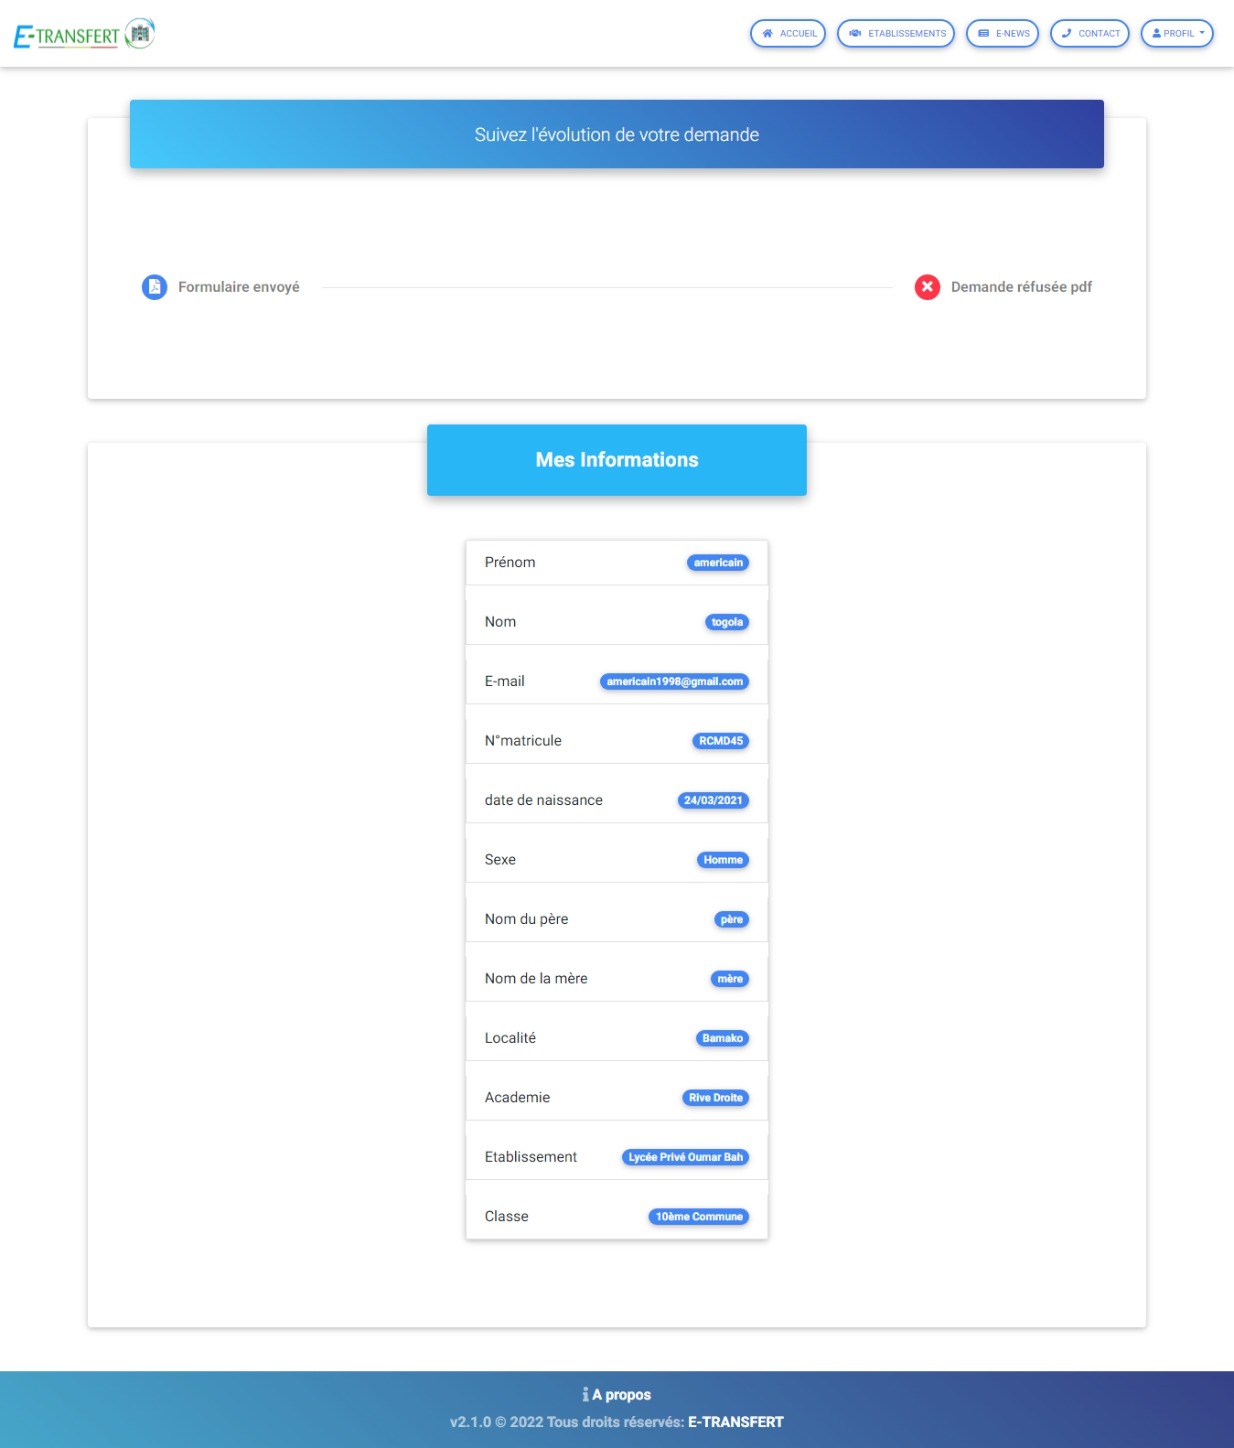 E-TRANSFERT
ACCUEIL
ETABLISSEMENTS
E-NEWS
CONTACT
PROFIL
Suivez l'évolution de votre demande
Formulaire envoyé
Demande réfusée pdf
Mes Informations
Prénom americain
Nom togola
E-mail americain1998@gmail.com
N°matricule RCMD45
date de naissance 24/03/2021
Sexe Homme
Nom du père père
Nom de la mère mère
Localité Bamako
Academie Rive Droite
Etablissement Lycée Privé Oumar Bah
Classe 10ème Commune
A propos
v2.1.0 © 2022 Tous droits réservés: E-TRANSFERT